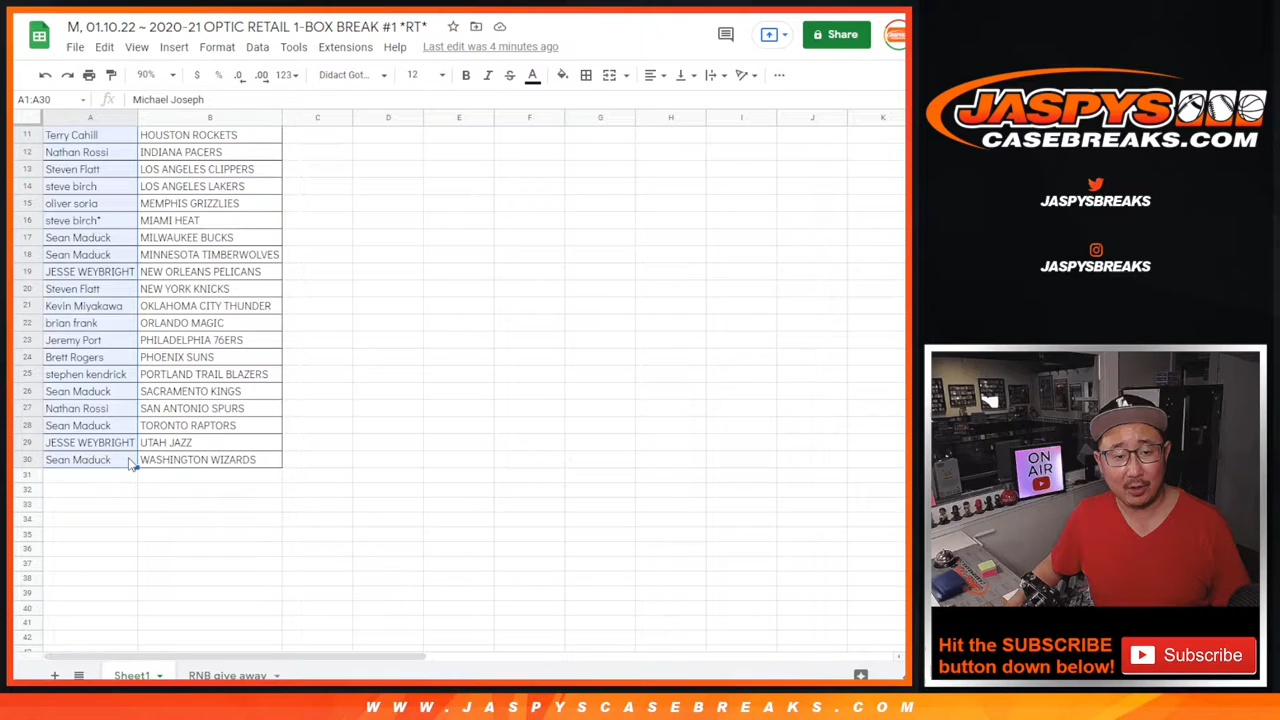 M, 01.10.22 ~ 2020-21 OPTIC RETAIL 1-BOX BREAK #1 *RT*
File Edit View Insert Format Data Tools Extensions Help Last edit was 4 minutes ago
Share
90% $ % .0 .00 123 Didact Got... 12 B I S A
A1:A30 fx Michael Joseph
A B C D E F G H I J K
11 Terry Cahill HOUSTON ROCKETS
12 Nathan Rossi INDIANA PACERS
13 Steven Flatt LOS ANGELES CLIPPERS
14 steve birch LOS ANGELES LAKERS
15 oliver soria MEMPHIS GRIZZLIES
16 steve birch* MIAMI HEAT
17 Sean Maduck MILWAUKEE BUCKS
18 Sean Maduck MINNESOTA TIMBERWOLVES
19 JESSE WEYBRIGHT NEW ORLEANS PELICANS
20 Steven Flatt NEW YORK KNICKS
21 Kevin Miyakawa OKLAHOMA CITY THUNDER
22 brian frank ORLANDO MAGIC
23 Jeremy Port PHILADELPHIA 76ERS
24 Brett Rogers PHOENIX SUNS
25 stephen kendrick PORTLAND TRAIL BLAZERS
26 Sean Maduck SACRAMENTO KINGS
27 Nathan Rossi SAN ANTONIO SPURS
28 Sean Maduck TORONTO RAPTORS
29 JESSE WEYBRIGHT UTAH JAZZ
30 Sean Maduck WASHINGTON WIZARDS
31
32
33
34
35
36
37
38
39
40
41
42
Sheet1 RNB give away
JASPYS
CASEBREAKS.COM
JASPYSBREAKS
JASPYSBREAKS
ON
AIR
Hit the SUBSCRIBE
button down below!
Subscribe
WWW.JASPYSCASEBREAKS.COM